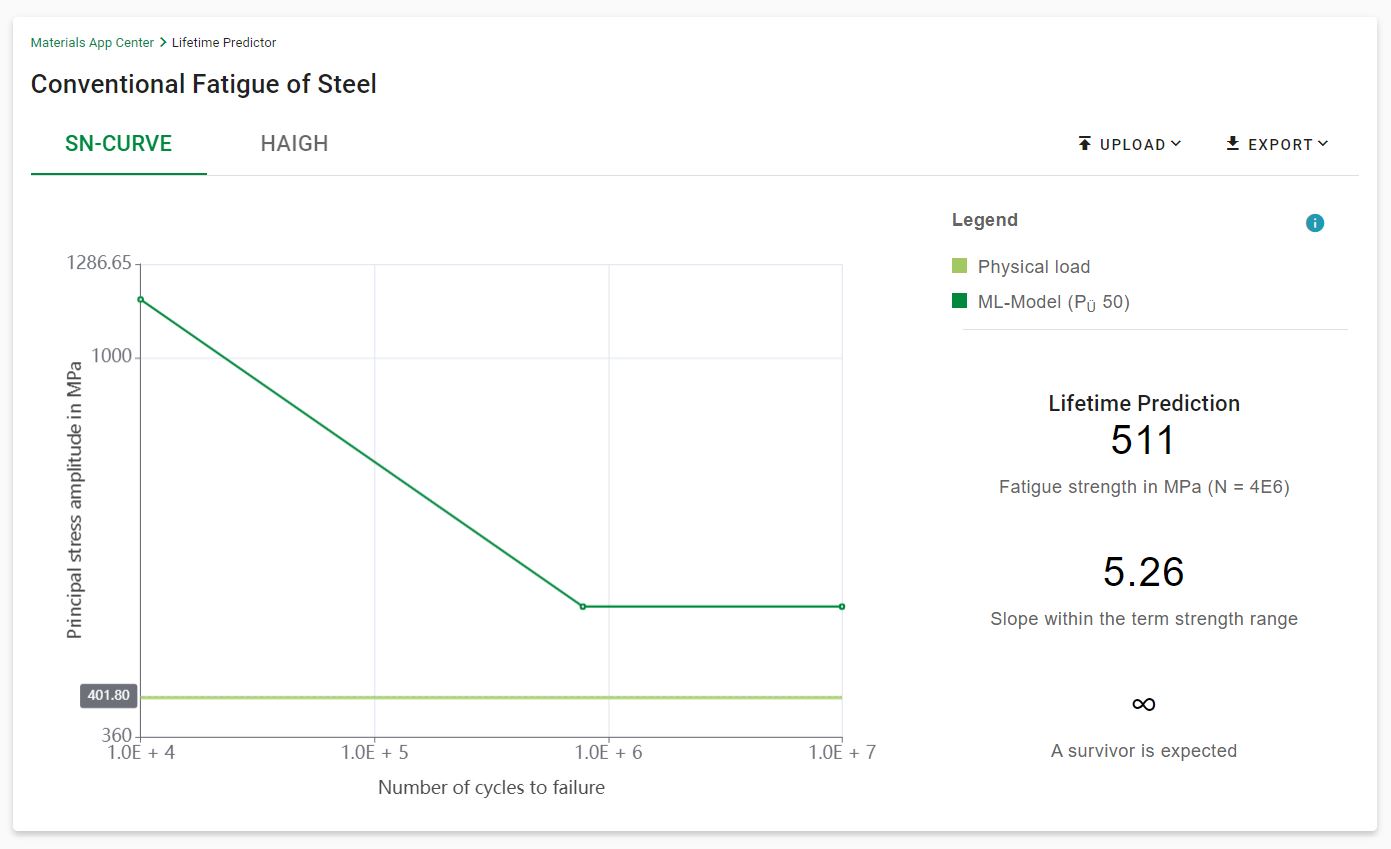 Materials App Center > Lifetime Predictor
Conventional Fatigue of Steel
SN-CURVE
HAIGH
UPLOAD
EXPORT
Legend
Physical load
ML-Model (PÜ 50)
1286.65
1000
401.80
360
Principal stress amplitude in MPa
1.0E + 4
1.0E + 5
1.0E + 6
1.0E + 7
Number of cycles to failure
Lifetime Prediction
511
Fatigue strength in MPa (N = 4E6)
5.26
Slope within the term strength range
∞
A survivor is expected